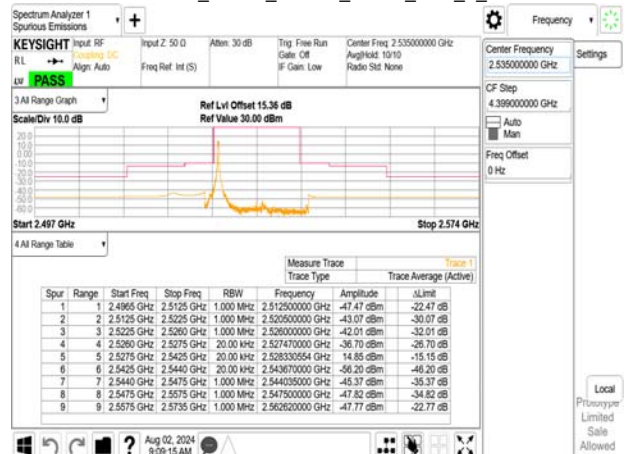 Spectrum Analyzer 1
Spurious Emissions
+
Frequency
KEYSIGHT
RL
LW PASS
Input: RF
Coupling: DC
Align: Auto
Input Z: 50 Ω
Freq Ref: Int (S)
Atten: 30 dB
Trig: Free Run
Gate: Off
IF Gain: Low
Center Freq: 2.535000000 GHz
Avg|Hold: 10/10
Radio Std: None
Center Frequency
2.535000000 GHz
Settings
CF Step
4.399000000 GHz
Auto
Man
Freq Offset
0 Hz
3 All Range Graph
Scale/Div 10.0 dB
Ref Lvl Offset 15.36 dB
Ref Value 30.00 dBm
20.0
10.0
0.00
-10.0
-20.0
-30.0
-40.0
-50.0
-60.0
Start 2.497 GHz
Stop 2.574 GHz
4 All Range Table
Measure Trace Trace 1
Trace Type Trace Average (Active)
Spur Range Start Freq Stop Freq RBW Frequency Amplitude ΔLimit
1 1 2.4965 GHz 2.5125 GHz 1.000 MHz 2.512500000 GHz -47.47 dBm -22.47 dB
2 2 2.5125 GHz 2.5225 GHz 1.000 MHz 2.520500000 GHz -43.07 dBm -30.07 dB
3 3 2.5225 GHz 2.5260 GHz 1.000 MHz 2.526000000 GHz -42.01 dBm -32.01 dB
4 4 2.5260 GHz 2.5275 GHz 20.00 kHz 2.527470000 GHz -36.70 dBm -26.70 dB
5 5 2.5275 GHz 2.5425 GHz 20.00 kHz 2.528330554 GHz 14.85 dBm -15.15 dB
6 6 2.5425 GHz 2.5440 GHz 20.00 kHz 2.543670000 GHz -56.20 dBm -46.20 dB
7 7 2.5440 GHz 2.5475 GHz 1.000 MHz 2.544035000 GHz -45.37 dBm -35.37 dB
8 8 2.5475 GHz 2.5575 GHz 1.000 MHz 2.547500000 GHz -47.82 dBm -34.82 dB
9 9 2.5575 GHz 2.5735 GHz 1.000 MHz 2.562620000 GHz -47.77 dBm -22.77 dB
Local
Prototype
Limited
Sale
Allowed
?
Aug 02, 2024
9:09:15 AM